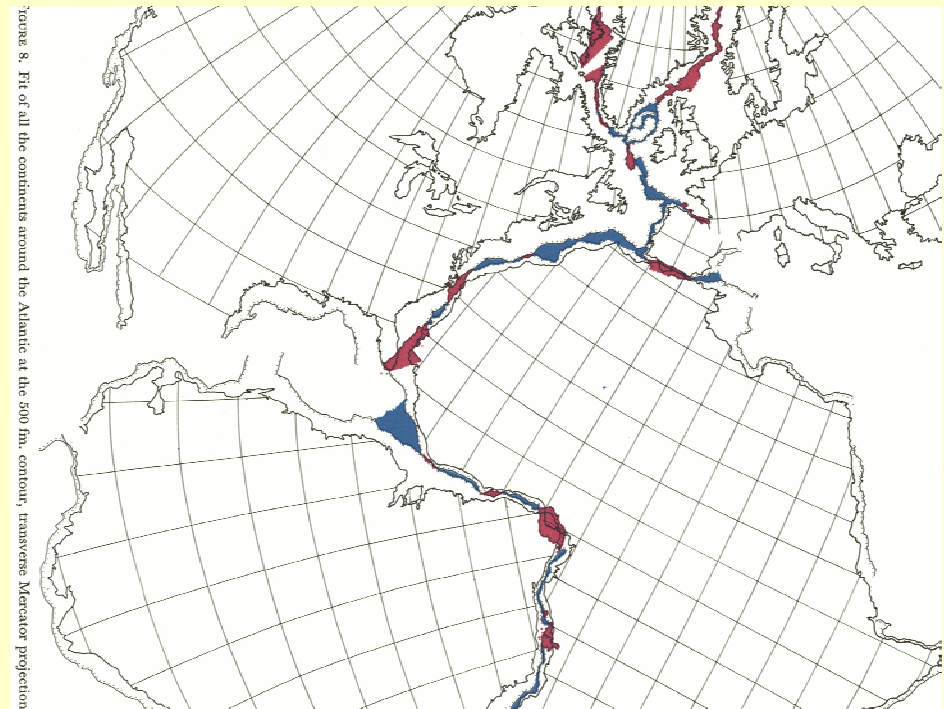 FIGURE 8. Fit of all the continents around the Atlantic at the 500 fm. contour, transverse Mercator projection